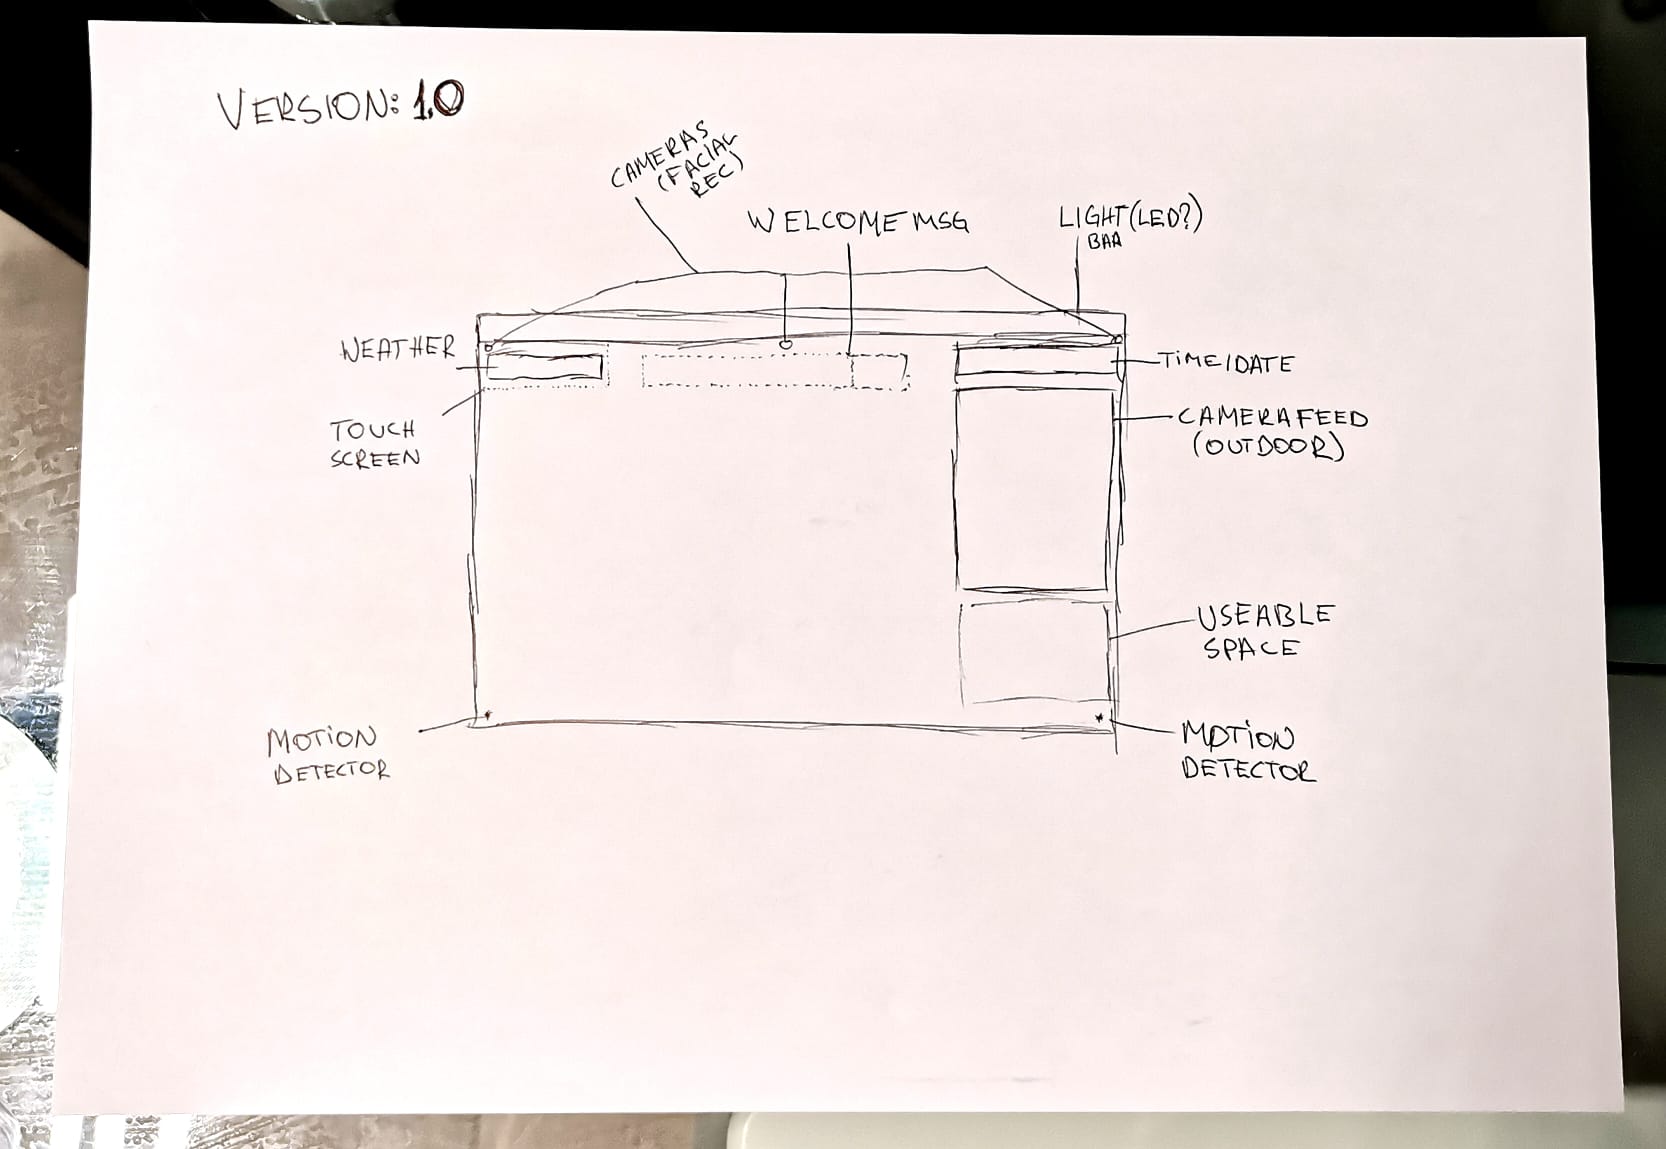 VERSION: 1.0
CAMERAS
(FACIAL
REC)
WELCOME MSG
LIGHT (LED?)
BAR
WEATHER
TIME/DATE
TOUCH
SCREEN
CAMERA FEED
(OUTDOOR)
USEABLE
SPACE
MOTION
DETECTOR
MOTION
DETECTOR